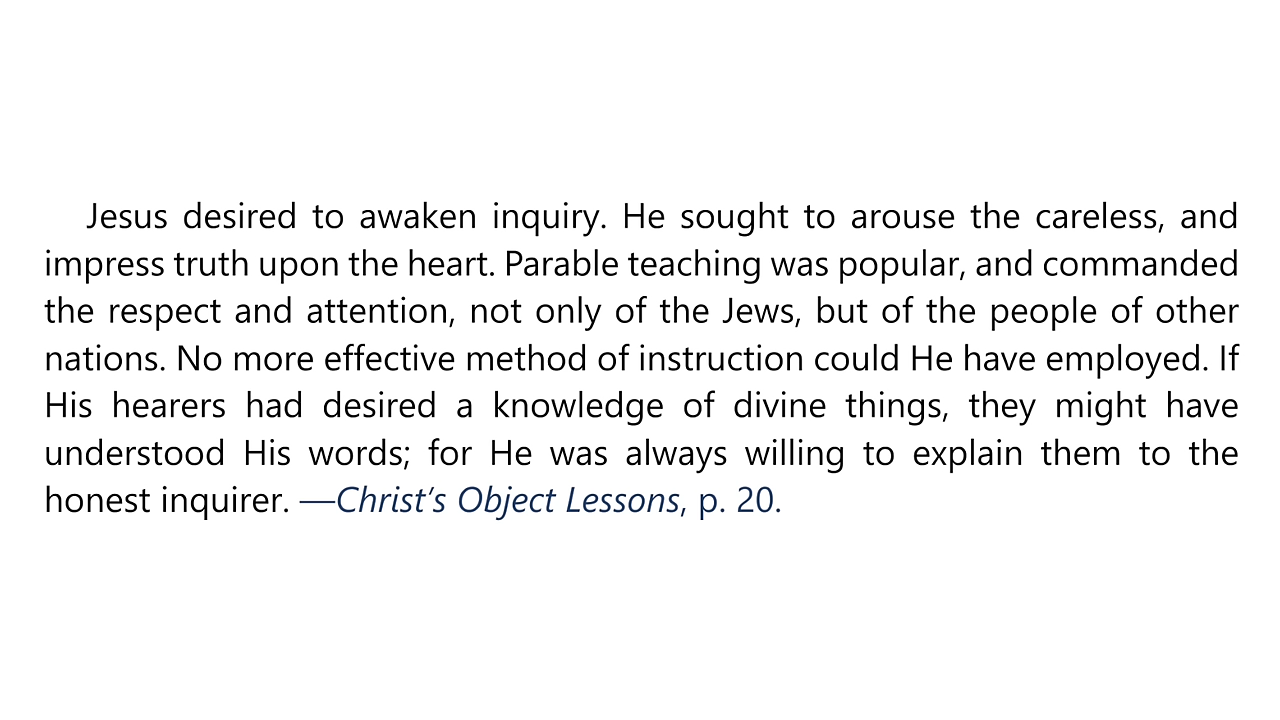 Jesus desired to awaken inquiry. He sought to arouse the careless, and
impress truth upon the heart. Parable teaching was popular, and commanded
the respect and attention, not only of the Jews, but of the people of other
nations. No more effective method of instruction could He have employed. If
His hearers had desired a knowledge of divine things, they might have
understood His words; for He was always willing to explain them to the
honest inquirer. —Christ’s Object Lessons, p. 20.